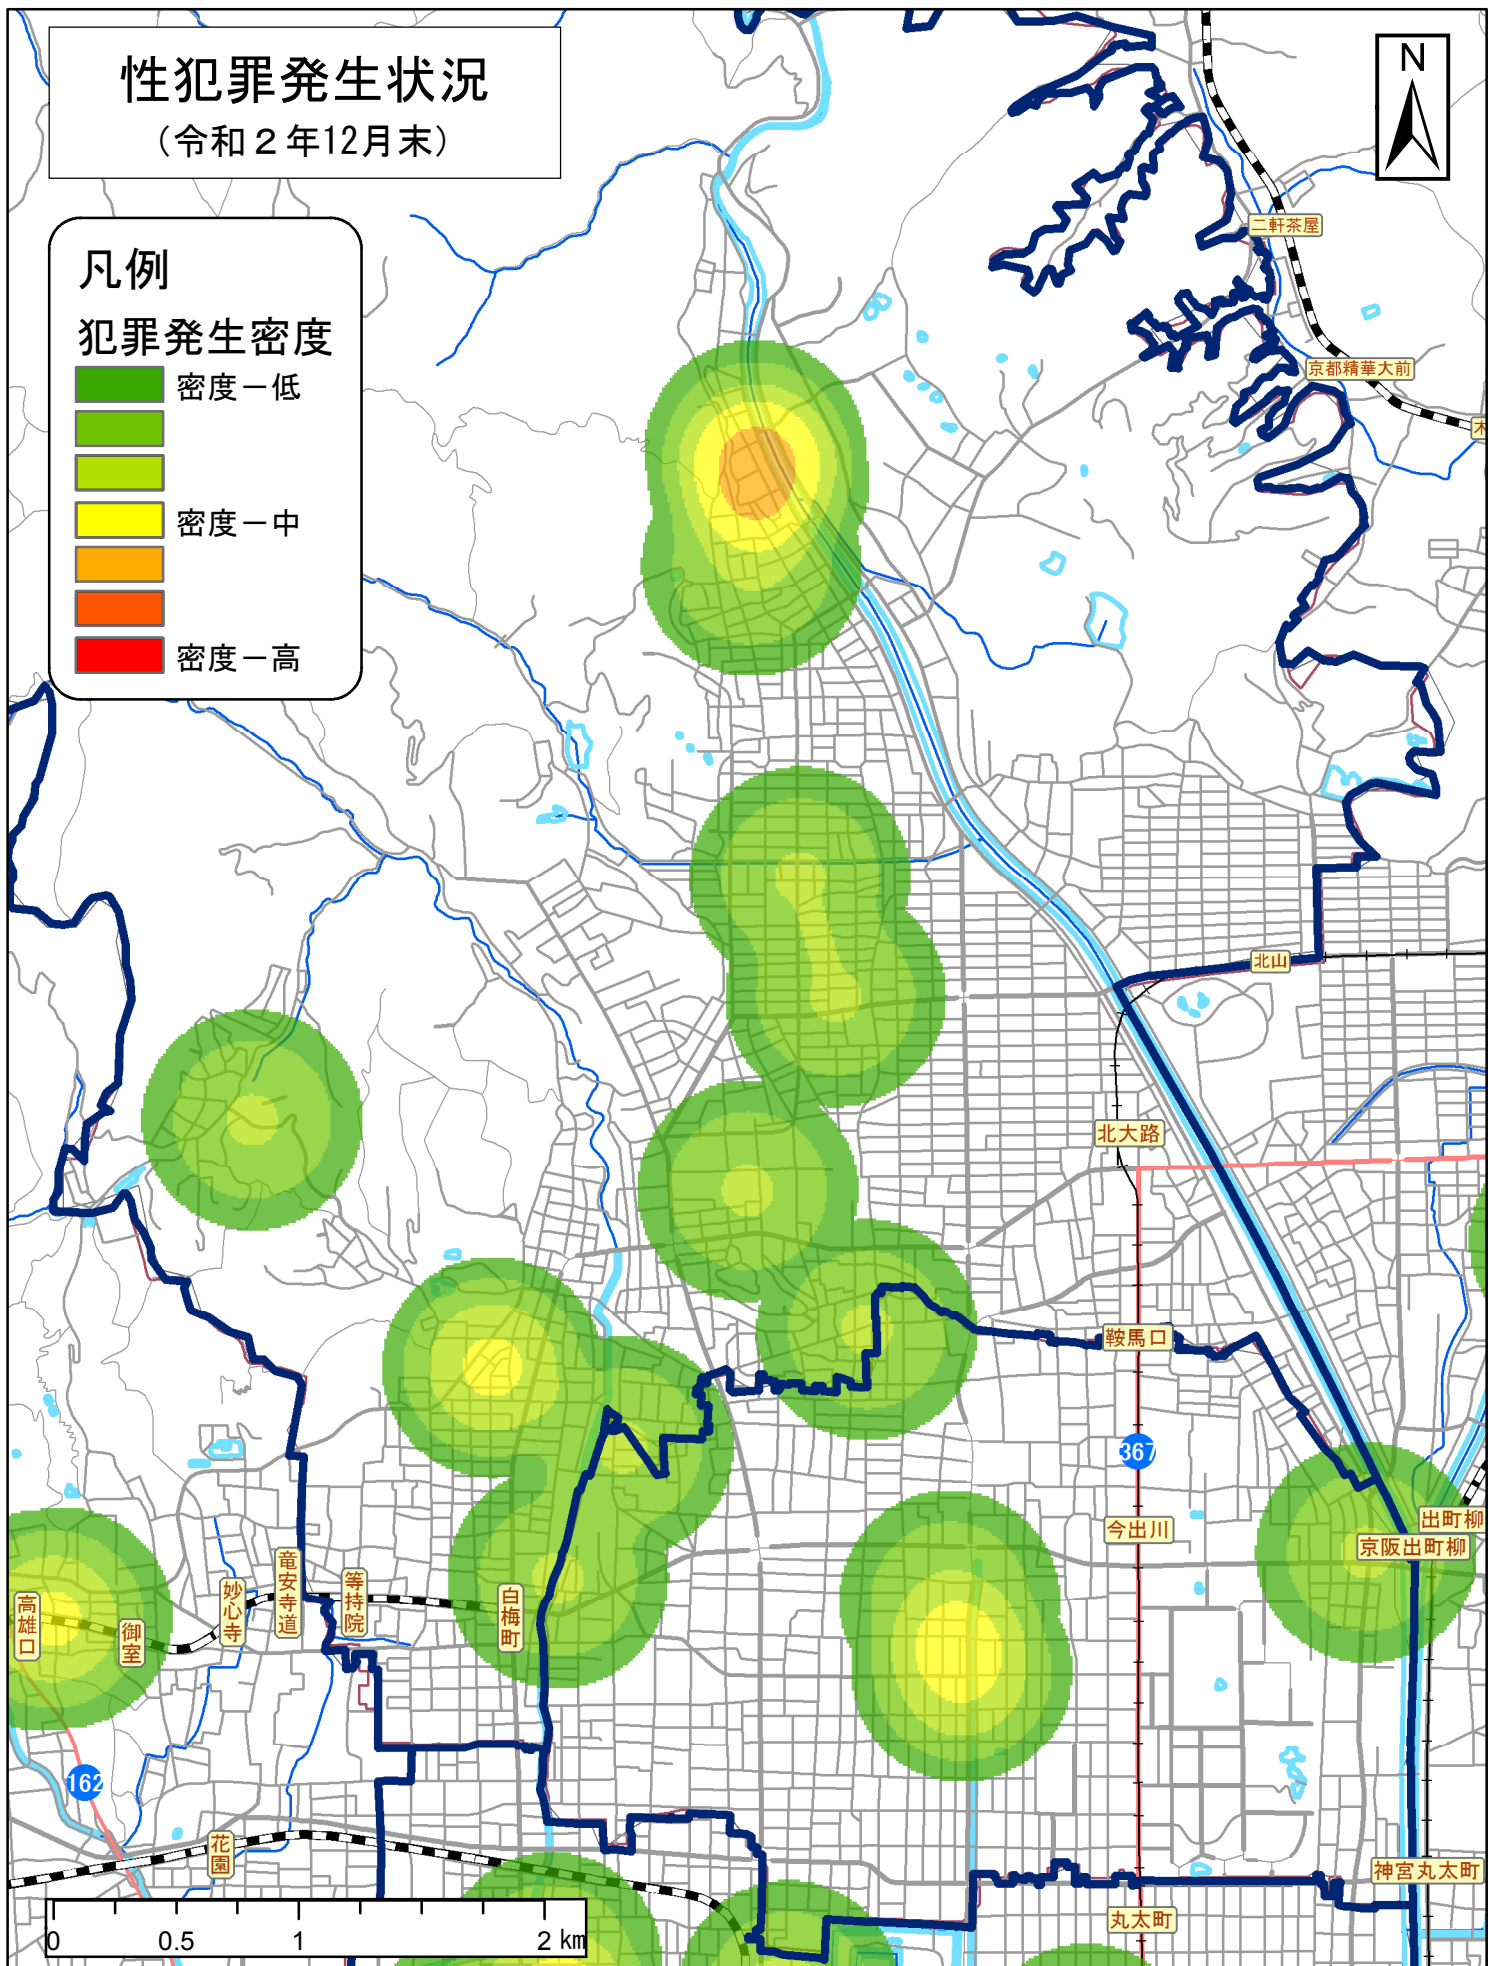 性犯罪発生状況
（令和２年12月末）
N
凡例
犯罪発生密度
密度－低
密度－中
密度－高
二軒茶屋
京都精華大前
木
北山
北大路
鞍馬口
367
今出川
出町柳
京阪出町柳
高雄口
御室
妙心寺
竜安寺道
等持院
白梅町
162
花園
神宮丸太町
丸太町
0 0.5 1 2 km